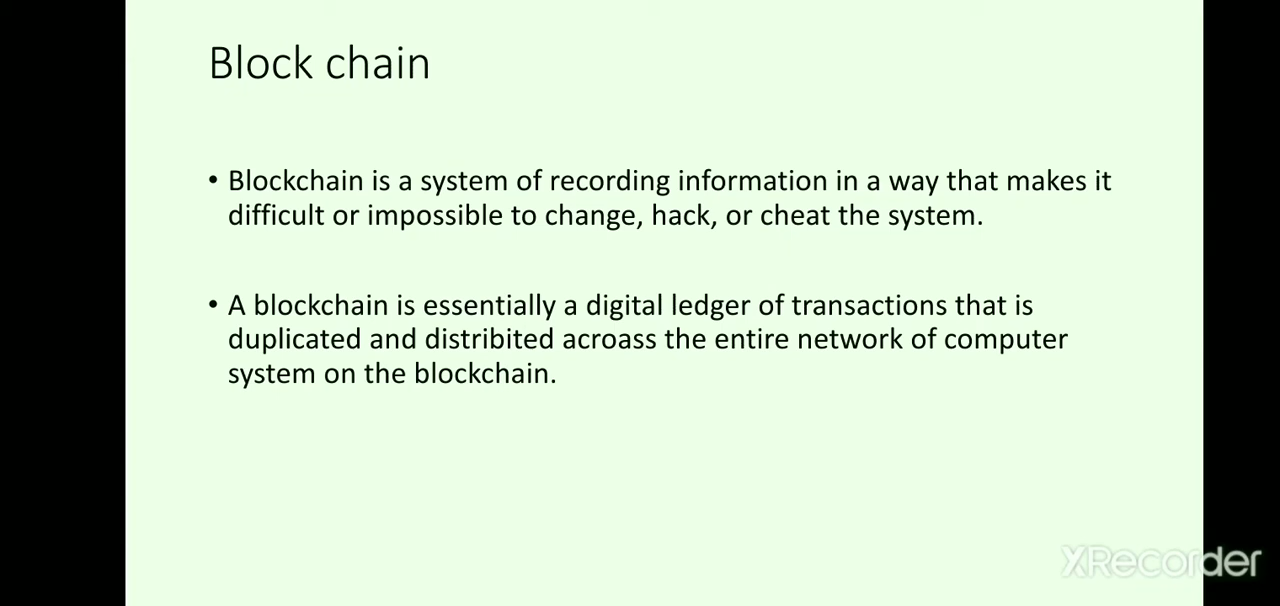 Block chain
• Blockchain is a system of recording information in a way that makes it
difficult or impossible to change, hack, or cheat the system.
• A blockchain is essentially a digital ledger of transactions that is
duplicated and distribited acroass the entire network of computer
system on the blockchain.
XRecorder